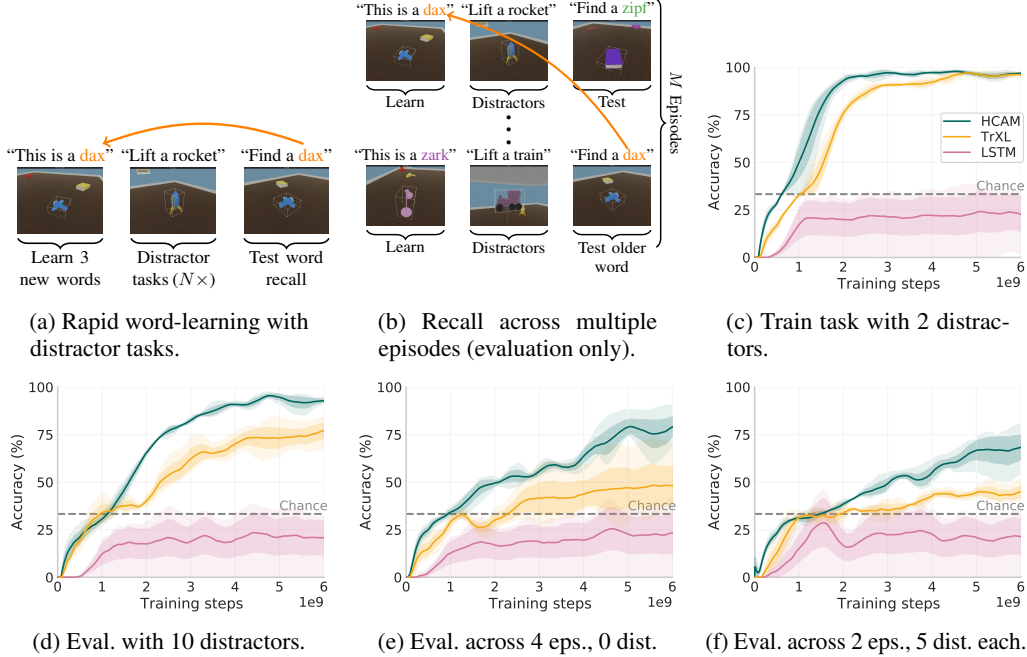 “This is a dax” “Lift a rocket” “Find a dax”
Learn 3
new words
Distractor
tasks (N×)
Test word
recall
(a) Rapid word-learning with
distractor tasks.
“This is a dax” “Lift a rocket” “Find a zipf”
Learn Distractors Test
“This is a zark” “Lift a train” “Find a dax”
Learn Distractors Test older
word
M Episodes
(b) Recall across multiple
episodes (evaluation only).
100
75
50
25
0
Accuracy (%)
HCAM
TrXL
LSTM
Chance
0 1 2 3 4 5 6
Training steps 1e9
(c) Train task with 2 distrac-
tors.
100
75
50
25
0
Accuracy (%)
Chance
0 1 2 3 4 5 6
Training steps 1e9
(d) Eval. with 10 distractors.
100
75
50
25
0
Accuracy (%)
Chance
0 1 2 3 4 5 6
Training steps 1e9
(e) Eval. across 4 eps., 0 dist.
100
75
50
25
0
Accuracy (%)
Chance
0 1 2 3 4 5 6
Training steps 1e9
(f) Eval. across 2 eps., 5 dist. each.